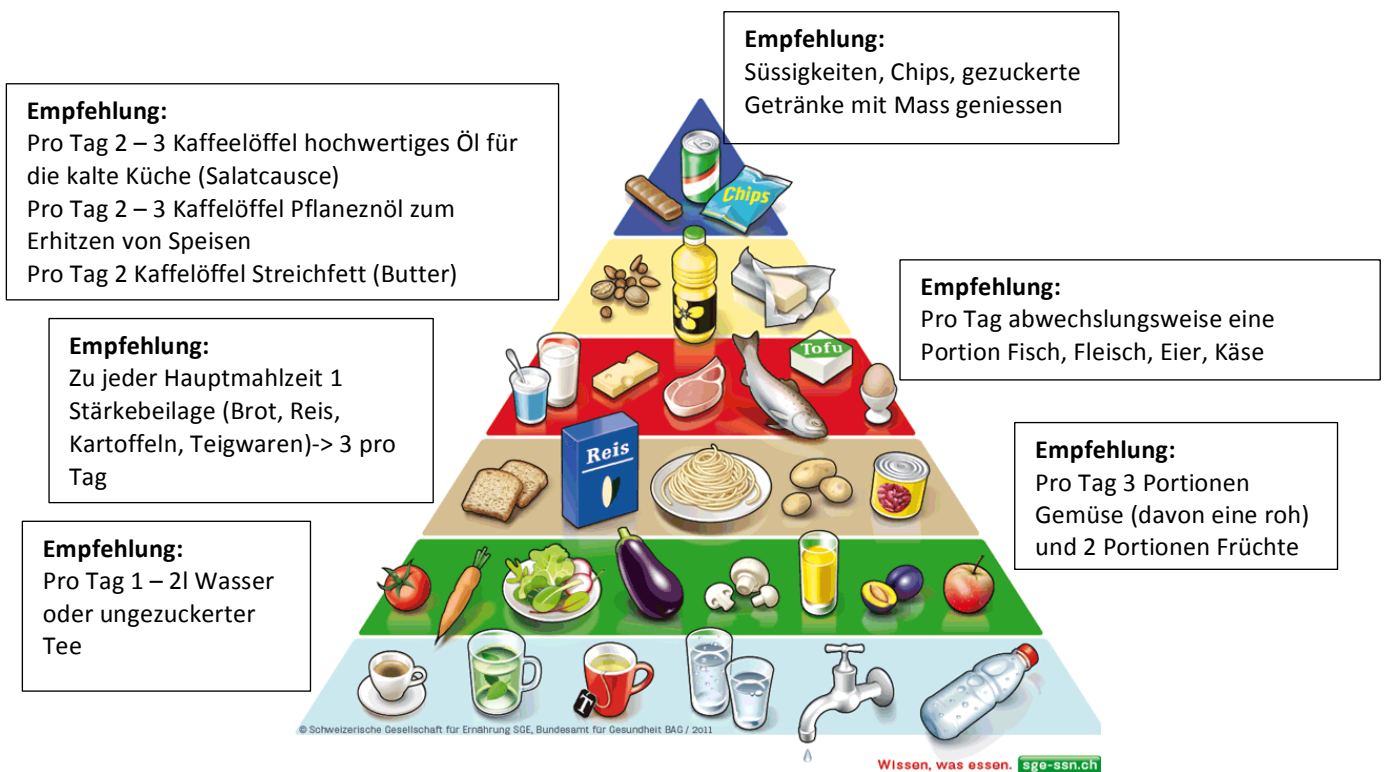 Empfehlung:
Süssigkeiten, Chips, gezuckerte
Getränke mit Mass geniessen
Empfehlung:
Pro Tag 2 – 3 Kaffeelöffel hochwertiges Öl für
die kalte Küche (Salatcausce)
Pro Tag 2 – 3 Kaffelöffel Pflaneznöl zum
Erhitzen von Speisen
Pro Tag 2 Kaffelöffel Streichfett (Butter)
Chips
Empfehlung:
Pro Tag abwechslungsweise eine
Portion Fisch, Fleisch, Eier, Käse
Tofu
Empfehlung:
Zu jeder Hauptmahlzeit 1
Stärkebeilage (Brot, Reis,
Kartoffeln, Teigwaren)-> 3 pro
Tag
Reis
Empfehlung:
Pro Tag 3 Portionen
Gemüse (davon eine roh)
und 2 Portionen Früchte
Empfehlung:
Pro Tag 1 – 2l Wasser
oder ungezuckerter
Tee
T
© Schweizerische Gesellschaft für Ernährung SGE, Bundesamt für Gesundheit BAG / 2011
Wissen, was essen. sge-ssn.ch